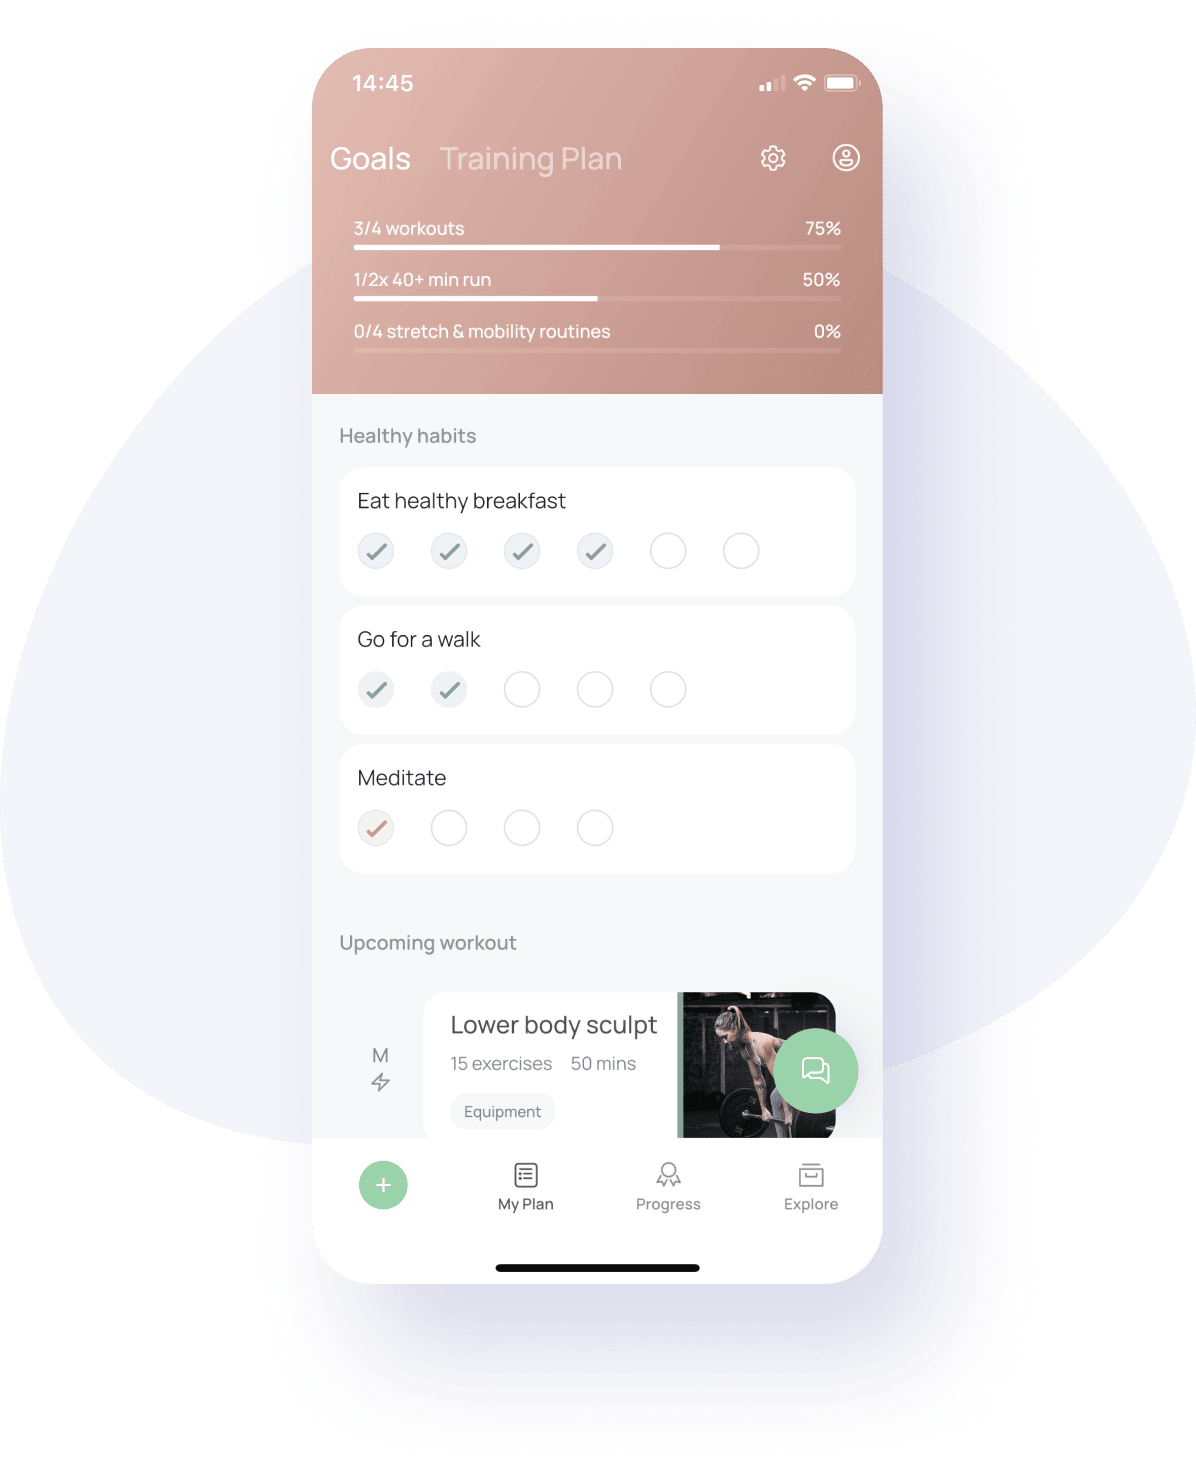 14:45
Goals Training Plan
3/4 workouts 75%
1/2x 40+ min run 50%
0/4 stretch & mobility routines 0%
Healthy habits
Eat healthy breakfast
Go for a walk
Meditate
Upcoming workout
Lower body sculpt
M
15 exercises 50 mins
Equipment
My Plan Progress Explore